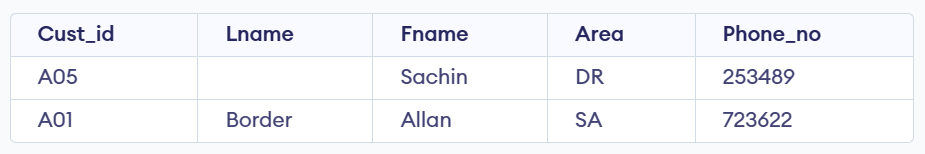 Cust_id Lname Fname Area Phone_no
A05 Sachin DR 253489
A01 Border Allan SA 723622